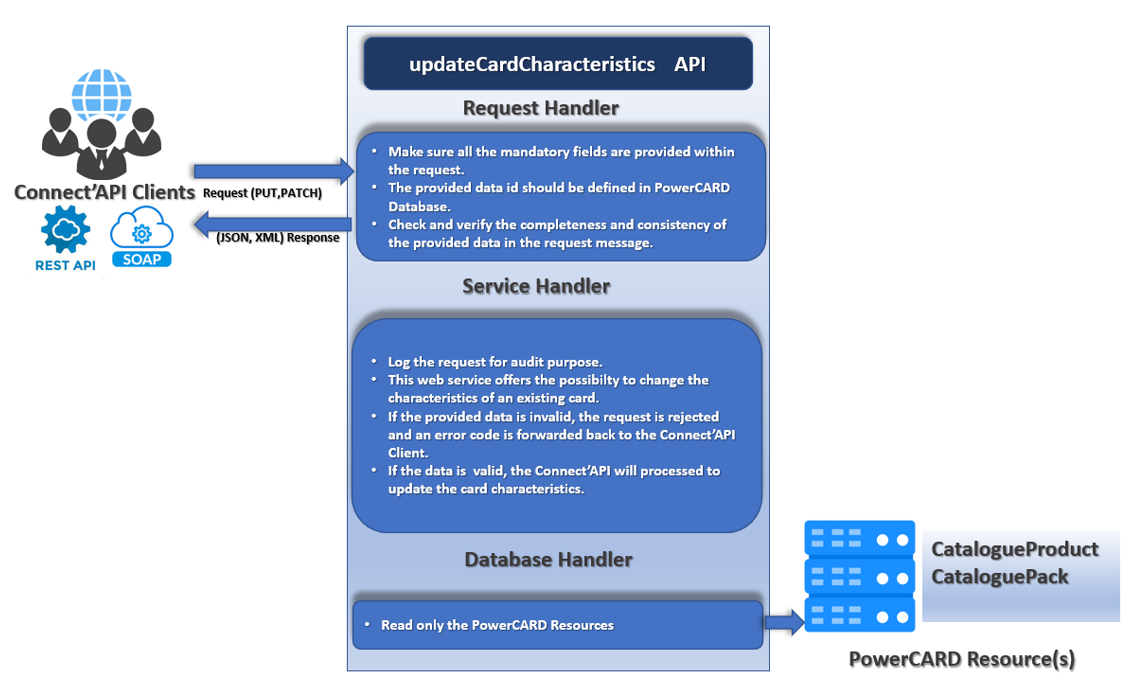 updateCardCharacteristics API
Request Handler
• Make sure all the mandatory fields are provided within
the request.
• The provided data id should be defined in PowerCARD
Database.
• Check and verify the completeness and consistency of
the provided data in the request message.
Connect'API Clients
Request (PUT,PATCH)
(JSON, XML) Response
REST API
SOAP
Service Handler
• Log the request for audit purpose.
• This web service offers the possibilty to change the
characteristics of an existing card.
• If the provided data is invalid, the request is rejected
and an error code is forwarded back to the Connect'API
Client.
• If the data is valid, the Connect'API will processed to
update the card characteristics.
Database Handler
• Read only the PowerCARD Resources
CatalogueProduct
CataloguePack
PowerCARD Resource(s)